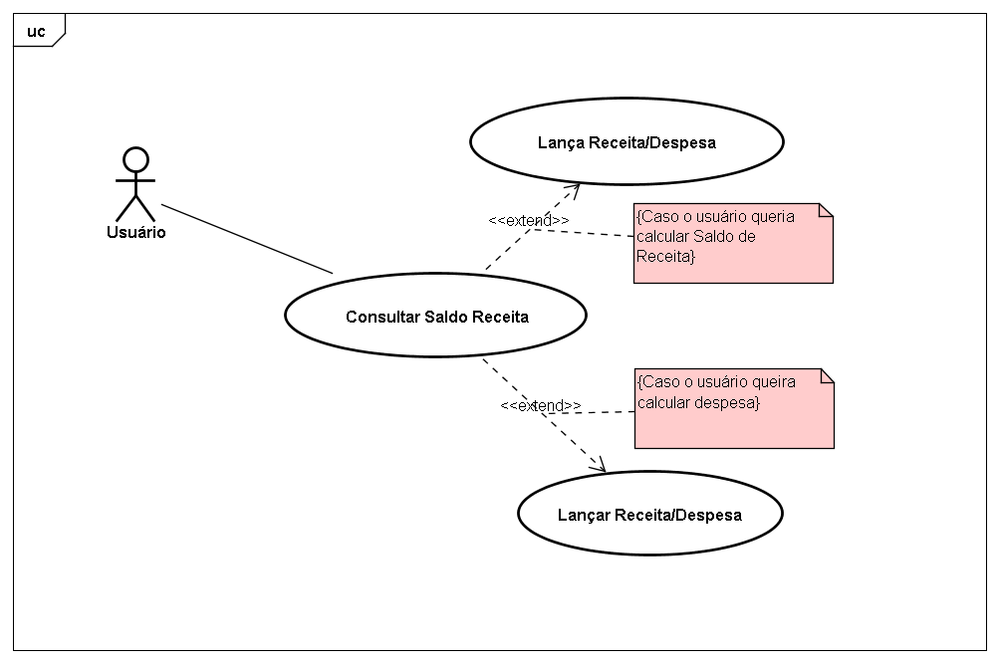 uc
Lança Receita/Despesa
Usuário
<<extend>>
{Caso o usuário queria
calcular Saldo de
Receita}
Consultar Saldo Receita
{Caso o usuário queira
calcular despesa}
<<extend>>
Lançar Receita/Despesa